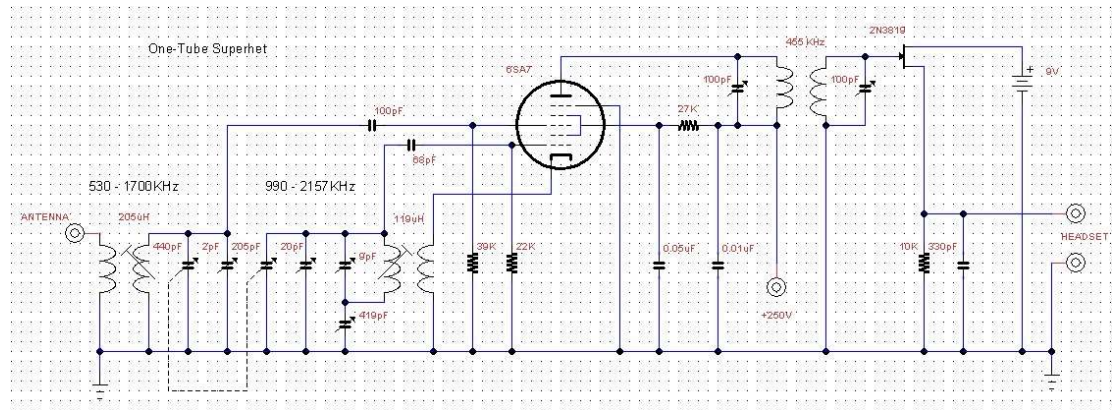 One-Tube Superhet
6SA7
455 KHz
2N3819
100pF
100pF
+
9V
100pF
27K
68pF
530 - 1700KHz
990 - 2157KHz
ANTENNA
205uH
119uH
440pF
2pF
205pF
20pF
9pF
39K
22K
0.05uF
0.01uF
10K
330pF
HEADSET
419pF
+250V